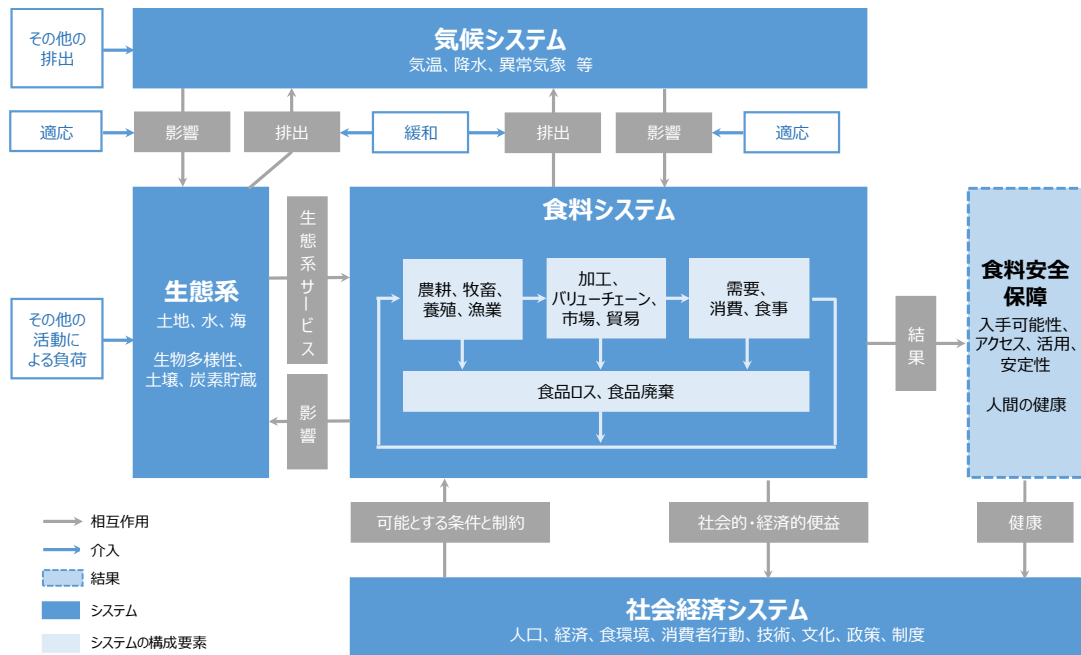 その他の
排出
気候システム
気温、降水、異常気象 等
適応
影響
排出
緩和
排出
影響
適応
生態系
土地、水、海
生物多様性、
土壌、炭素貯蔵
その他の
活動に
よる負荷
生態系サービス
影響
食料システム
農耕、牧畜、
養殖、漁業
加工、
バリューチェーン、
市場、貿易
需要、
消費、食事
食品ロス、食品廃棄
結果
食料安全
保障
入手可能性、
アクセス、活用、
安定性
人間の健康
可能とする条件と制約
社会的・経済的便益
健康
社会経済システム
人口、経済、食環境、消費者行動、技術、文化、政策、制度
相互作用
介入
結果
システム
システムの構成要素